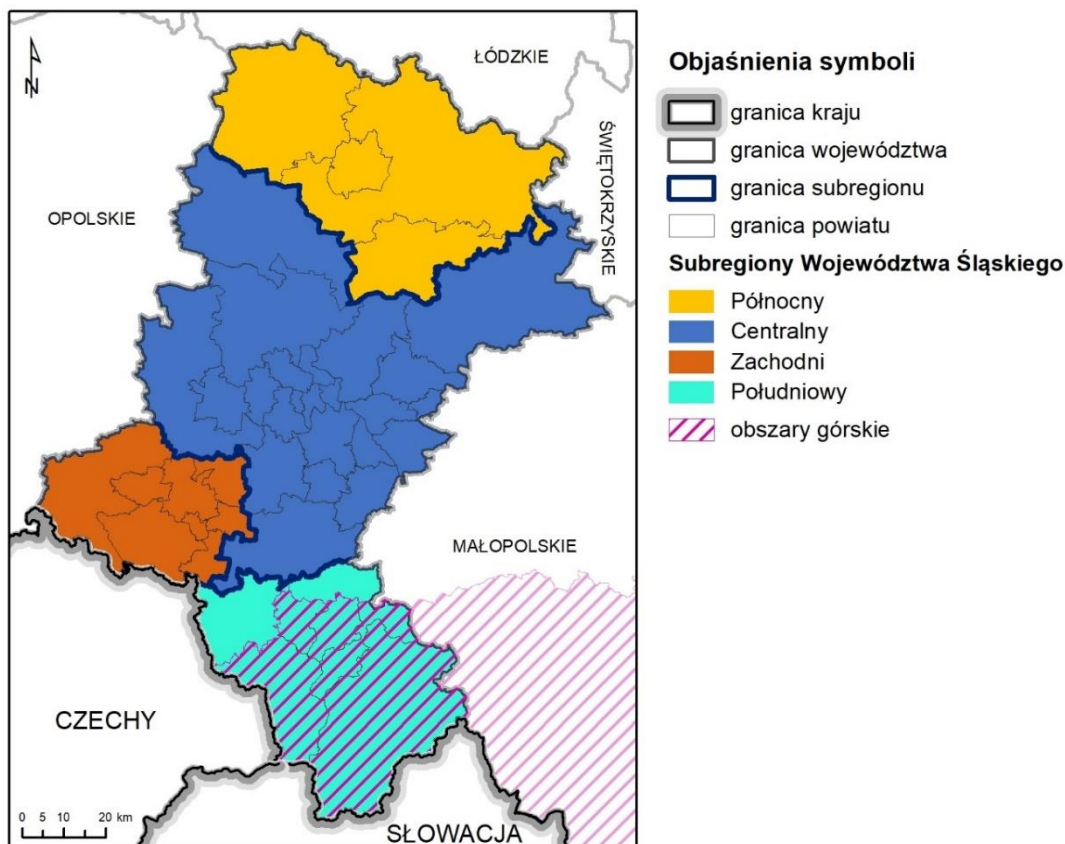 N
ŁÓDZKIE
ŚWIĘTOKRZYSKIE
OPOLSKIE
MAŁOPOLSKIE
CZECHY
SŁOWACJA
0 5 10 20 km
Objaśnienia symboli
granica kraju
granica województwa
granica subregionu
granica powiatu
Subregiony Województwa Śląskiego
Północny
Centralny
Zachodni
Południowy
obszary górskie